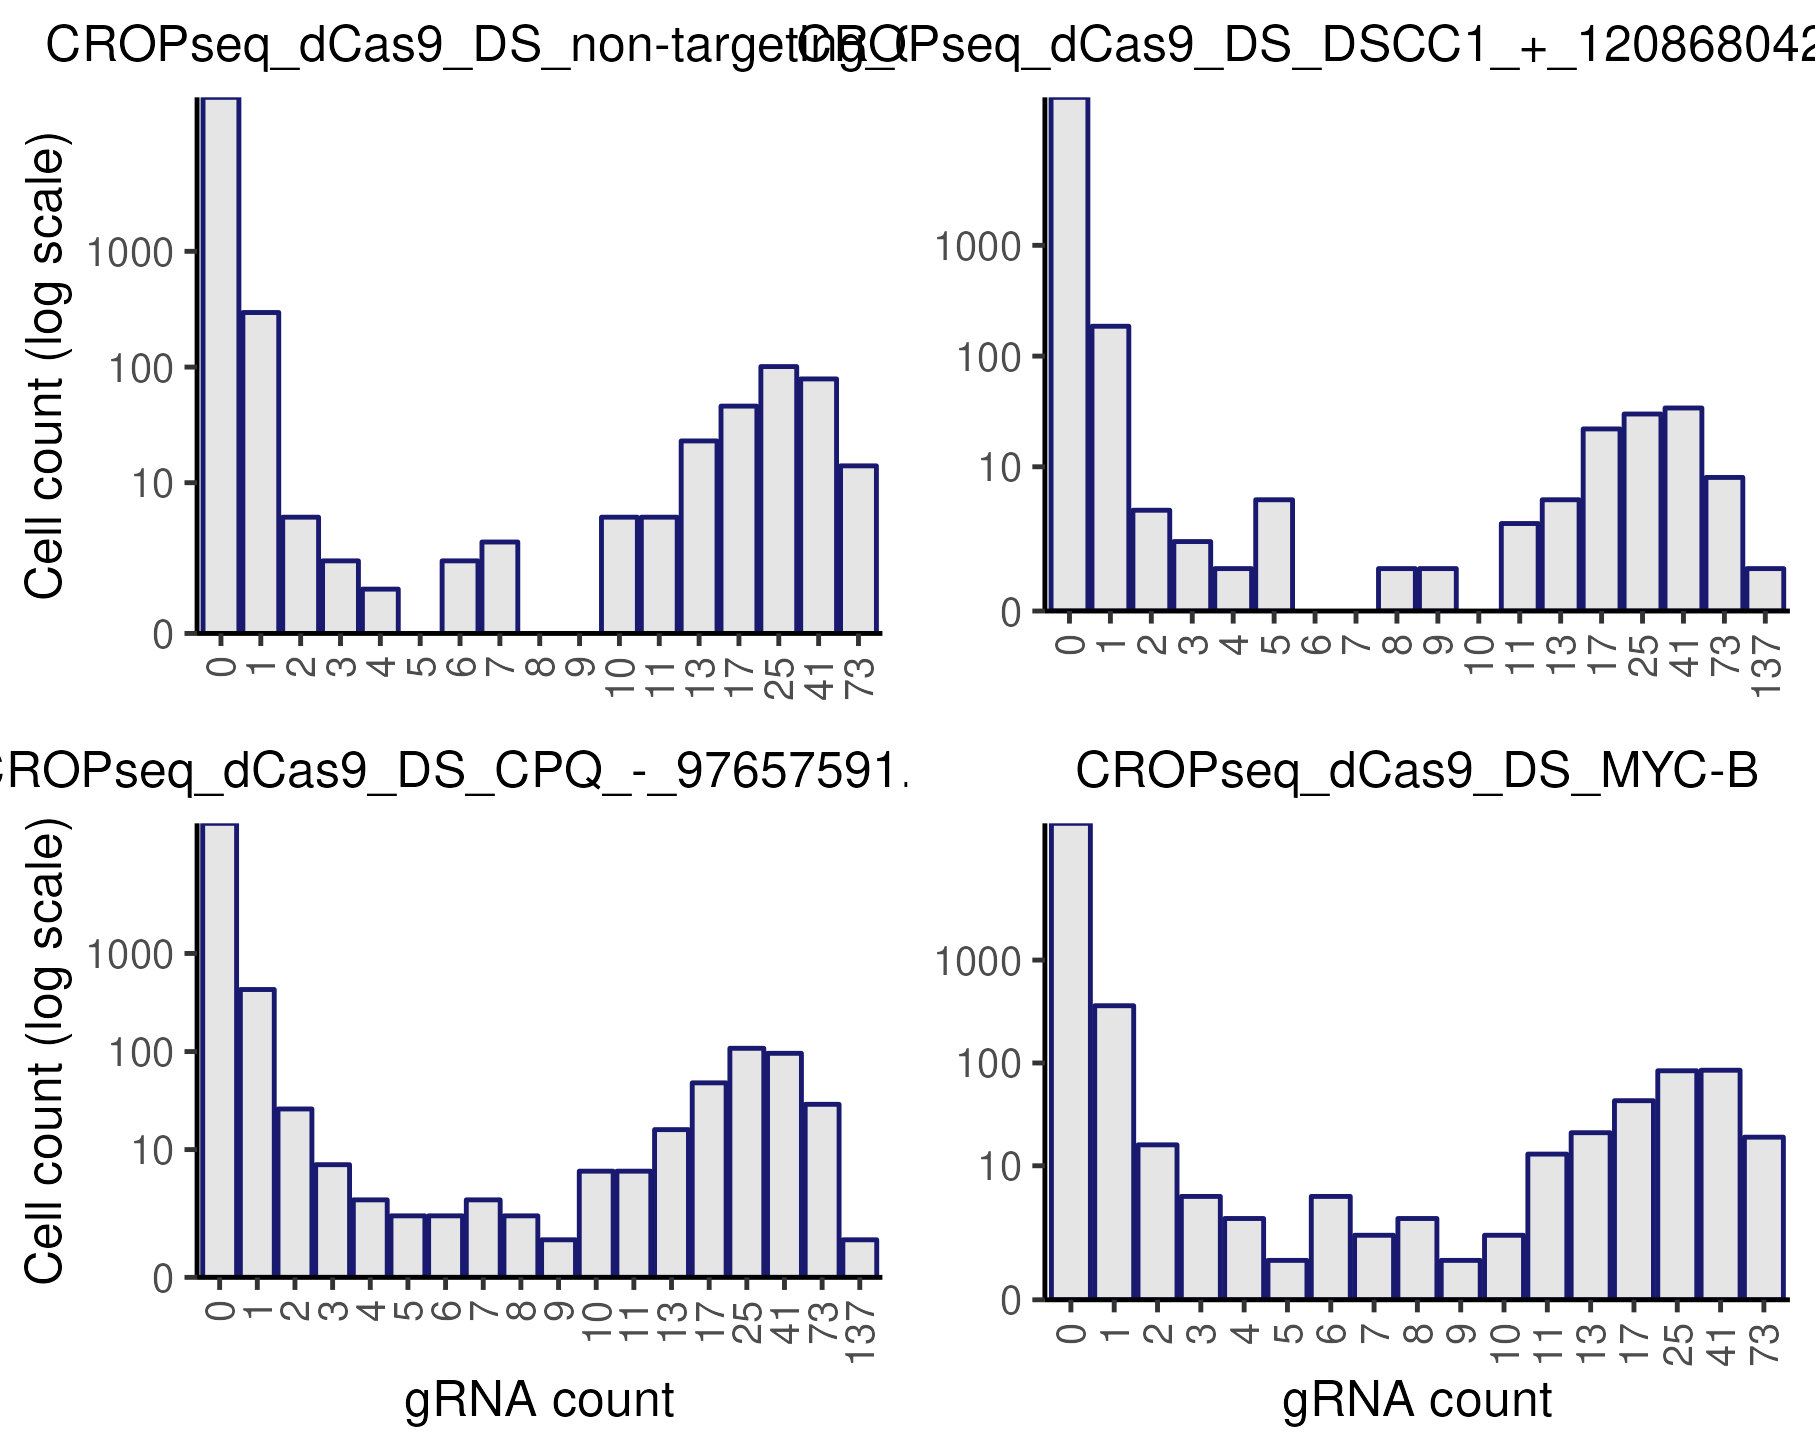 CROPseq_dCas9_DS_non-targeting_
CROPseq_dCas9_DS_DSCC1_+_120868042
Cell count (log scale)
1000
100
10
0
0 1 2 3 4 5 6 7 8 9 10 11 13 17 25 41 73
1000
100
10
0
0 1 2 3 4 5 6 7 8 9 10 11 13 17 25 41 73 137
CROPseq_dCas9_DS_CPQ_-_97657591.
CROPseq_dCas9_DS_MYC-B
Cell count (log scale)
1000
100
10
0
0 1 2 3 4 5 6 7 8 9 10 11 13 17 25 41 73 137
gRNA count
1000
100
10
0
0 1 2 3 4 5 6 7 8 9 10 11 13 17 25 41 73
gRNA count